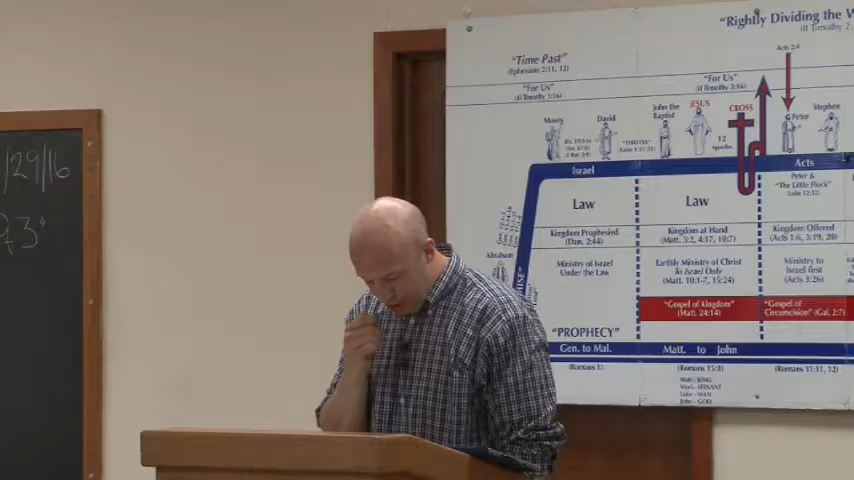 /29/16
93"
"Rightly Dividing the W
(II Timothy 2:
"Time Past"
(Ephesians 2:11, 12)
Acts 2:4
"For Us"
(II Timothy 3:16)
"For Us"
(II Timothy 3:16)
Moses
David
John the
Baptist
JESUS
CROSS
12
Apostles
Peter
Stephen
Israel
Acts
Law
Law
Peter &
"The Little Flock"
Luke 12:32
Kingdom Prophesied
(Dan. 2:44)
Kingdom at Hand
(Matt. 3:2, 4:17, 10:7)
Kingdom Offered
(Acts 1:6, 3:19, 20)
Abraham
Ministry of Israel
Under the Law
Earthly Ministry of Christ
To Israel Only
(Matt. 10:1-7, 15:24)
Ministry to
Israel first
(Acts 3:26)
"Gospel of Kingdom"
(Matt. 24:14)
"Gospel of
Circumcision" (Gal. 2:7)
"PROPHECY"
Gen. to Mal.
Matt. to John
(Romans 15:8)
(Romans 11:11, 12)
Matt - KING
Mark - SERVANT
Luke - MAN
John - GOD